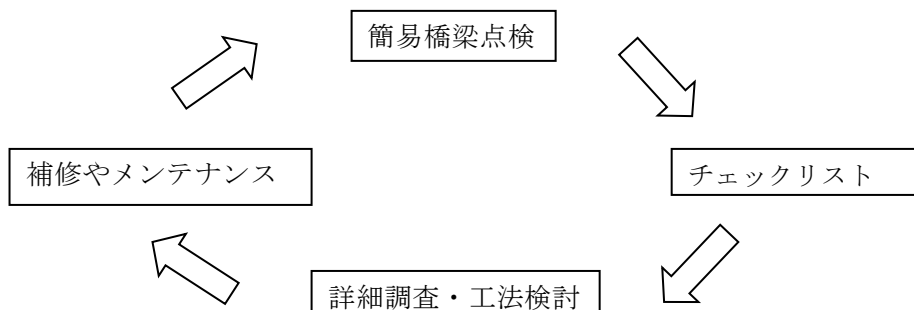 簡易橋梁点検
補修やメンテナンス
チェックリスト
詳細調査・工法検討